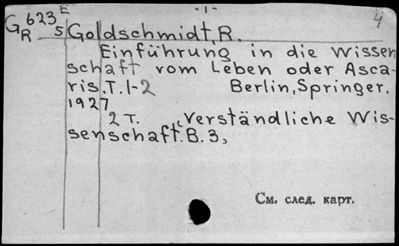 -1-
4
G 623 E
R 5 Goldschmidt, R.
Einführung in die Wissen
schaft vom Leben oder Asca-
ris. T. 1-2 Berlin, Springer,
1927
2 Т. „Verständliche Wis-
senschaft. B. 3,
См. след. карт.